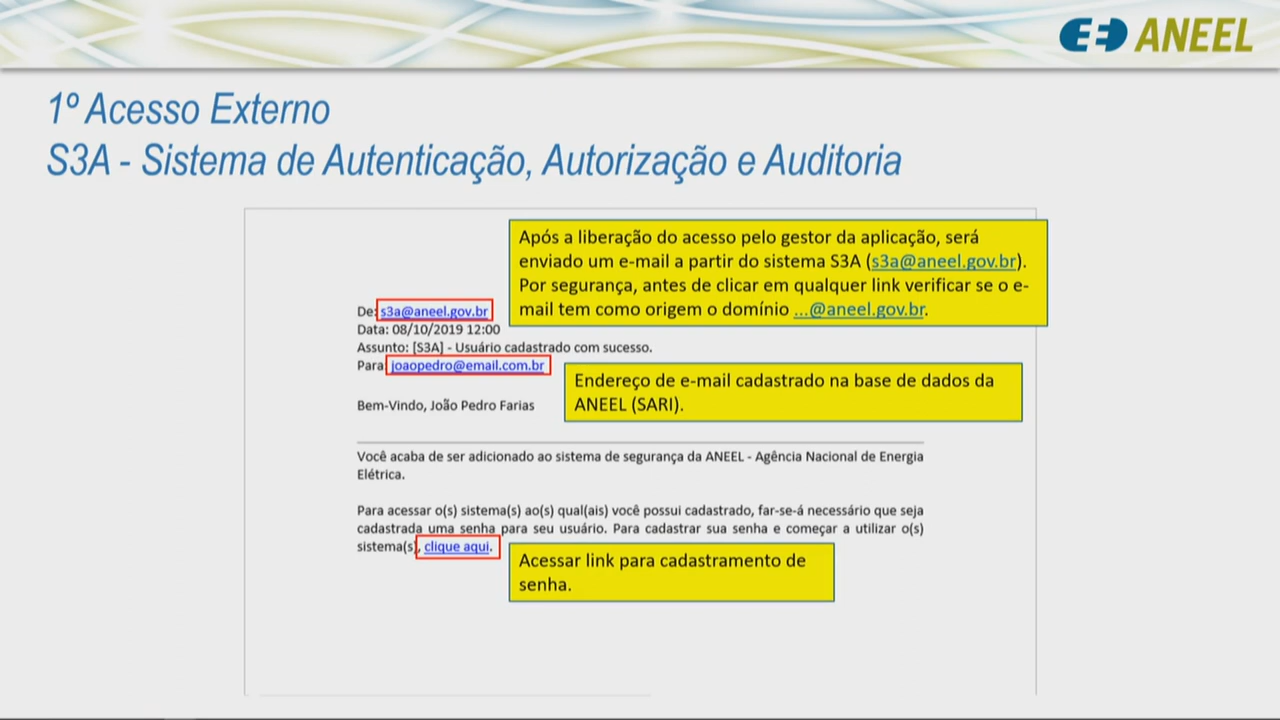 ANEEL
1º Acesso Externo
S3A - Sistema de Autenticação, Autorização e Auditoria
Após a liberação do acesso pelo gestor da aplicação, será
enviado um e-mail a partir do sistema S3A (s3a@aneel.gov.br).
Por segurança, antes de clicar em qualquer link verificar se o e-
mail tem como origem o domínio ...@aneel.gov.br.
De: s3a@aneel.gov.br
Data: 08/10/2019 12:00
Assunto: [S3A] - Usuário cadastrado com sucesso.
Para joaopedro@email.com.br
Endereço de e-mail cadastrado na base de dados da
ANEEL (SARI).
Bem-Vindo, João Pedro Farias
Você acaba de ser adicionado ao sistema de segurança da ANEEL - Agência Nacional de Energia
Elétrica.
Para acessar o(s) sistema(s) ao(s) qual(ais) você possui cadastrado, far-se-á necessário que seja
cadastrada uma senha para seu usuário. Para cadastrar sua senha e começar a utilizar o(s)
sistema(s), clique aqui.
Acessar link para cadastramento de
senha.